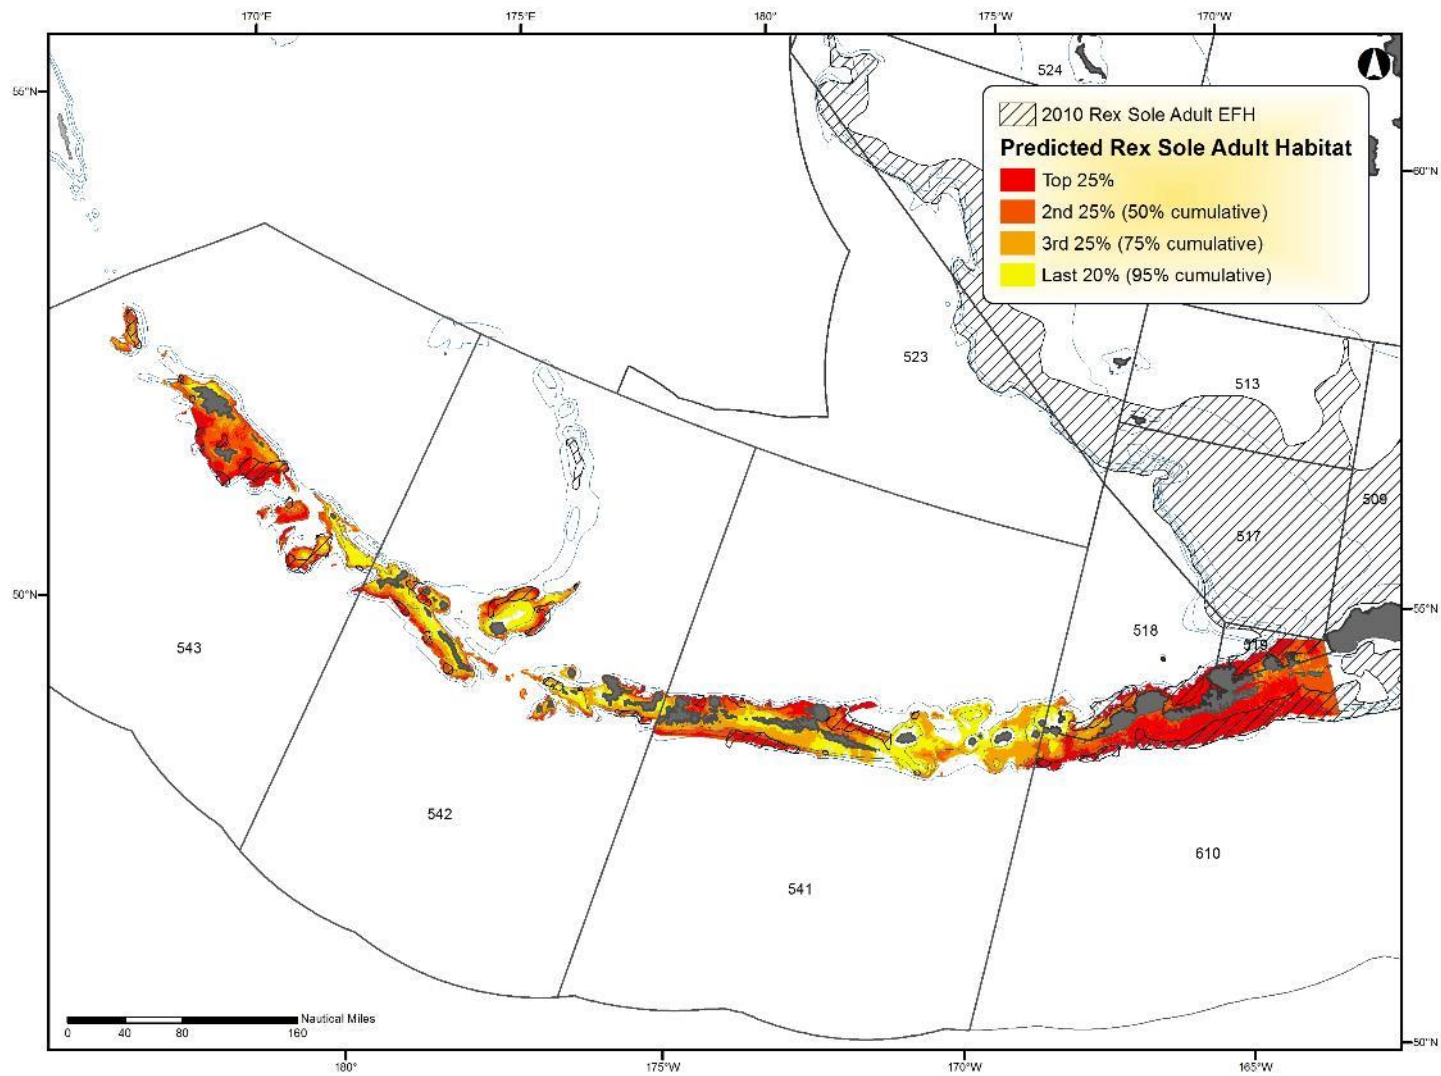 170°E 175°E 180° 175°W 170°W
55°N
524
2010 Rex Sole Adult EFH
Predicted Rex Sole Adult Habitat
Top 25%
2nd 25% (50% cumulative)
3rd 25% (75% cumulative)
Last 20% (95% cumulative)
60°N
523
513
509
517
50°N
55°N
518
519
543
542
610
541
Nautical Miles
0 40 80 160
50°N
180° 175°W 170°W 165°W